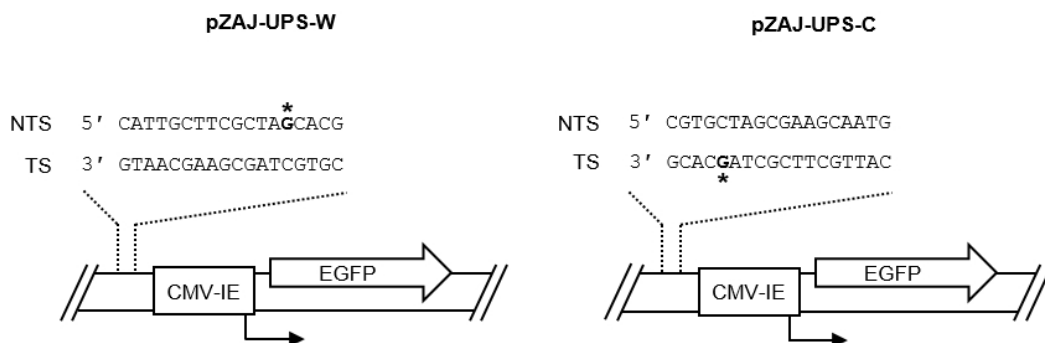 pZAJ-UPS-W
*
NTS 5′ CATTGCTTCGCTAGCACG
TS 3′ GTAACGAAGCGATCGTGC
EGFP
CMV-IE
pZAJ-UPS-C
NTS 5′ CGTGCTAGCGAAGCAATG
TS 3′ GCACGATCGCTTCGTTAC
*
EGFP
CMV-IE